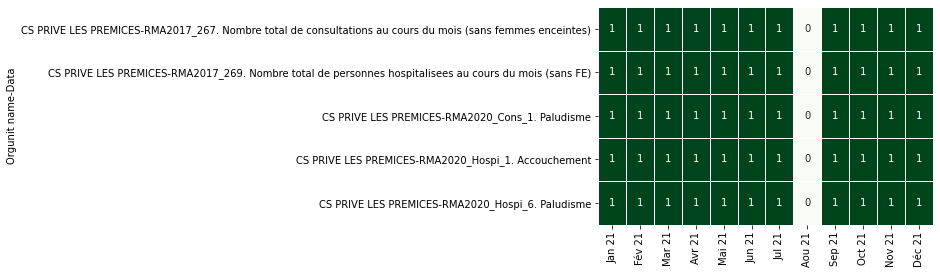 Orgunit name-Data
CS PRIVE LES PREMICES-RMA2017_267. Nombre total de consultations au cours du mois (sans femmes enceintes)
1 1 1 1 1 1 1 0 1 1 1 1
CS PRIVE LES PREMICES-RMA2017_269. Nombre total de personnes hospitalisees au cours du mois (sans FE)
1 1 1 1 1 1 1 0 1 1 1 1
CS PRIVE LES PREMICES-RMA2020_Cons_1. Paludisme
1 1 1 1 1 1 1 0 1 1 1 1
CS PRIVE LES PREMICES-RMA2020_Hospi_1. Accouchement
1 1 1 1 1 1 1 0 1 1 1 1
CS PRIVE LES PREMICES-RMA2020_Hospi_6. Paludisme
1 1 1 1 1 1 1 0 1 1 1 1
Jan 21
Fév 21
Mar 21
Avr 21
Mai 21
Jun 21
Jul 21
Aou 21
Sep 21
Oct 21
Nov 21
Déc 21